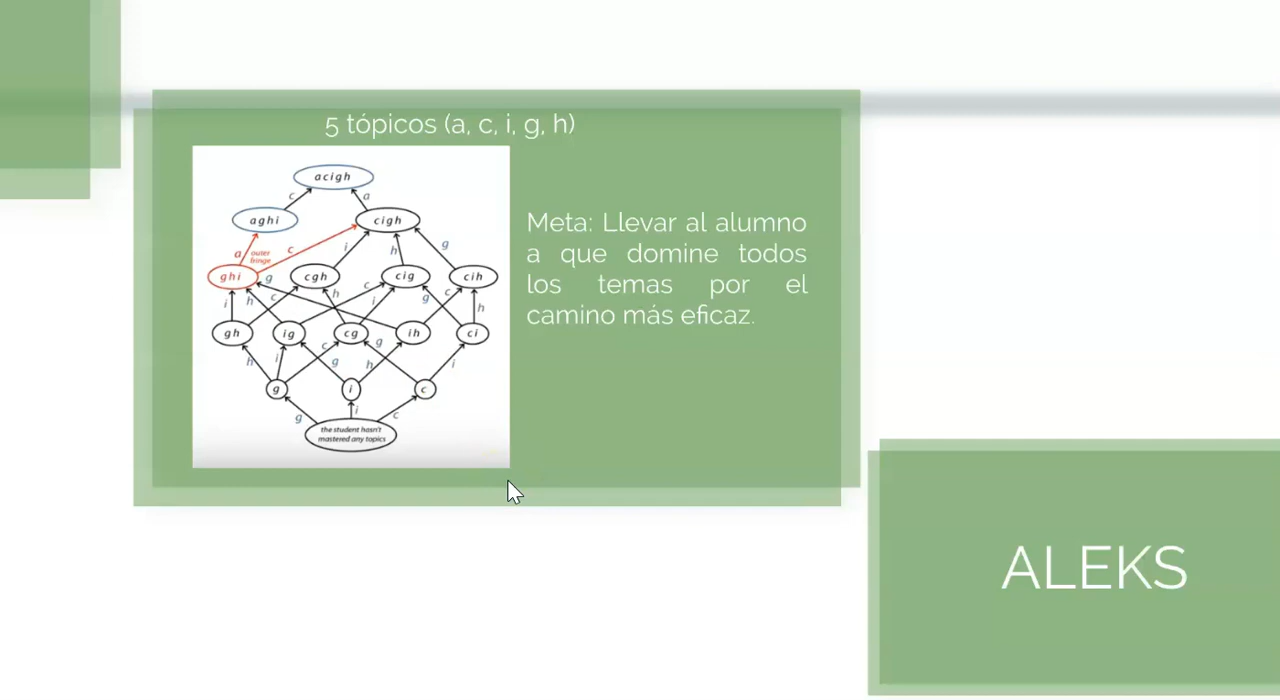 5 tópicos (a, c, i, g, h)
acigh
c
a
aghi
cigh
a
outer
fringe
c
i
h
g
ghi
g
cgh
cig
cih
i
h
c
h
c
i
g
c
h
gh
ig
cg
ih
ci
h
i
c
g
g
h
i
g
i
c
g
i
c
the student hasn't
mastered any topics
Meta: Llevar al alumno
a que domine todos
los temas por el
camino más eficaz.
ALEKS